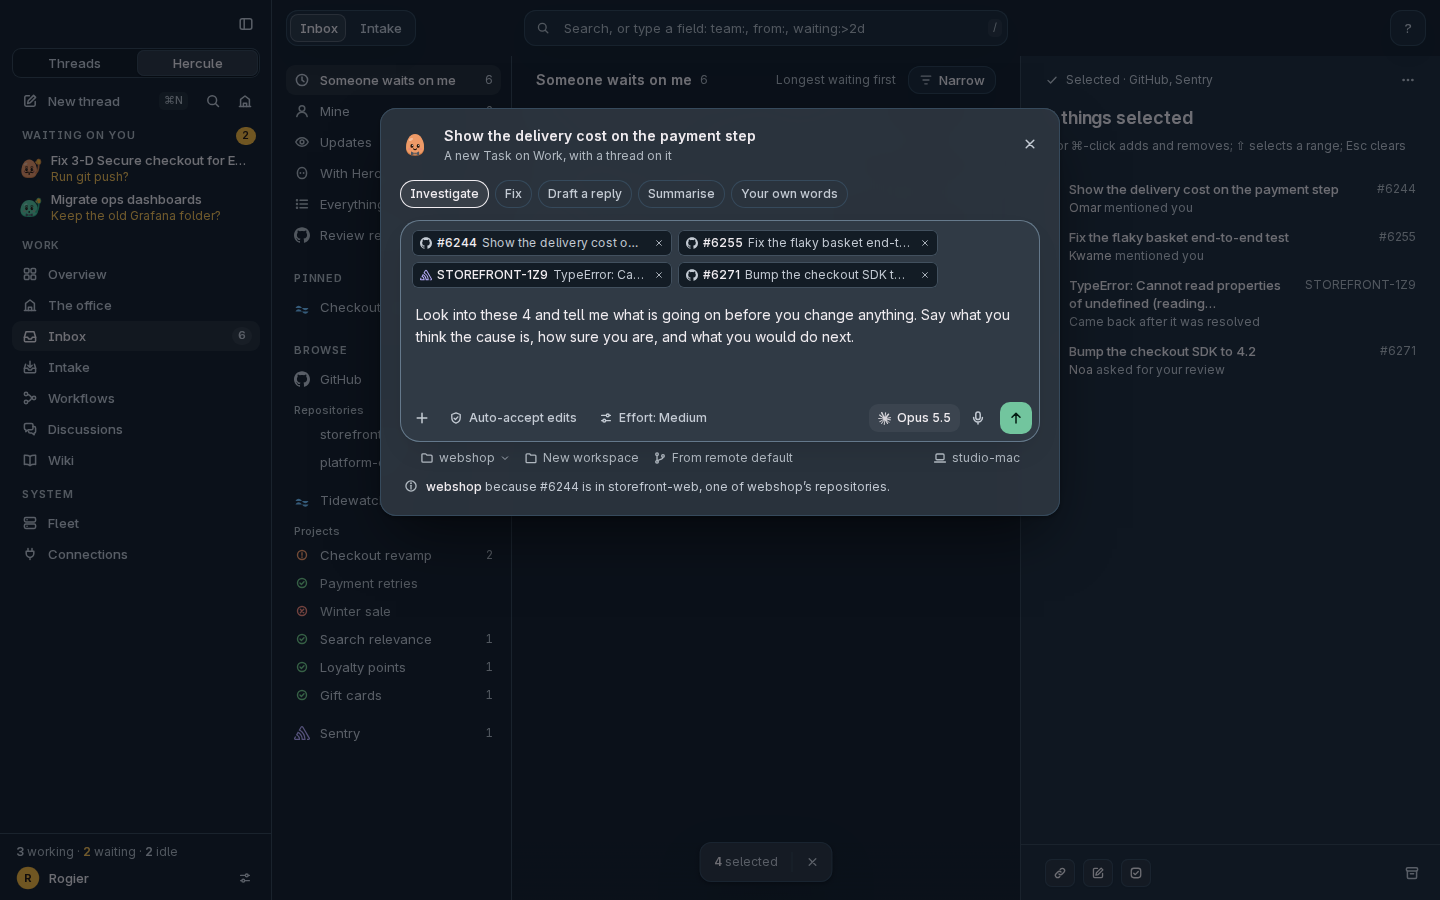 Threads
Hercule
New thread
⌘N
WAITING ON YOU
2
Fix 3-D Secure checkout for E…
Run git push?
Migrate ops dashboards
Keep the old Grafana folder?
WORK
Overview
The office
Inbox
6
Intake
Workflows
Discussions
Wiki
SYSTEM
Fleet
Connections
3 working · 2 waiting · 2 idle
R
Rogier
Inbox
Intake
Search, or type a field: team:, from:, waiting:>2d
/
?
Someone waits on me
6
Mine
Updates
With Herc
Everything
Review re
PINNED
Checkout
BROWSE
GitHub
Repositories
storefront
platform-
Tidewatc
Projects
Checkout revamp
2
Payment retries
Winter sale
Search relevance
1
Loyalty points
1
Gift cards
1
Sentry
1
Someone waits on me 6
Longest waiting first
Narrow
Show the delivery cost on the payment step
A new Task on Work, with a thread on it
Investigate
Fix
Draft a reply
Summarise
Your own words
#6244 Show the delivery cost o…
#6255 Fix the flaky basket end-t…
STOREFRONT-1Z9 TypeError: Ca…
#6271 Bump the checkout SDK t…
Look into these 4 and tell me what is going on before you change anything. Say what you
think the cause is, how sure you are, and what you would do next.
Auto-accept edits
Effort: Medium
Opus 5.5
webshop
New workspace
From remote default
studio-mac
webshop because #6244 is in storefront-web, one of webshop’s repositories.
4 selected
Selected · GitHub, Sentry
things selected
or ⌘-click adds and removes; ⇧ selects a range; Esc clears
Show the delivery cost on the payment step
#6244
Omar mentioned you
Fix the flaky basket end-to-end test
#6255
Kwame mentioned you
TypeError: Cannot read properties
of undefined (reading…
STOREFRONT-1Z9
Came back after it was resolved
Bump the checkout SDK to 4.2
#6271
Noa asked for your review